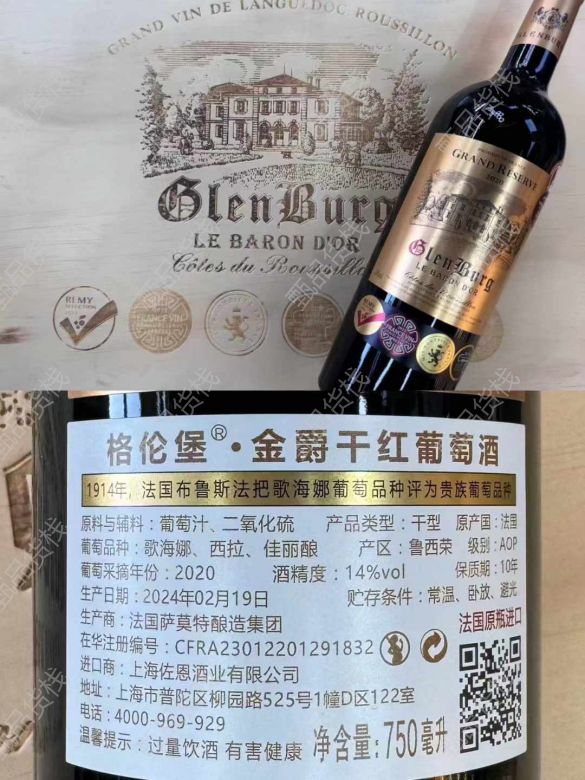 GRAND VIN DE LANGUEDOC ROUSSILLON
GlenBurg
LE BARON D'OR
Côtes du Roussillon
REMY
SELECTION
FRANCE VIN
GRAND RESERVE
2020
GlenBurg
LE BARON D'OR
FRANCE VIN
格伦堡®·金爵干红葡萄酒
1914年,法国布鲁斯法把歌海娜葡萄品种评为贵族葡萄品种
原料与辅料:葡萄汁、二氧化硫 产品类型:干型 原产国:法国
葡萄品种:歌海娜、西拉、佳丽酿 产区:鲁西荣 级别:AOP
葡萄采摘年份:2020 酒精度:14%vol 保质期:10年
生产日期:2024年02月19日 贮存条件:常温、卧放、避光
生产商:法国萨莫特酿造集团 法国原瓶进口
在华注册编号:CFRA23012201291832
进口商:上海佐恩酒业有限公司
地址:上海市普陀区柳园路525号1幢D区122室
电话:4000-969-929
温馨提示:过量饮酒 有害健康 净含量:750毫升
甄品货栈